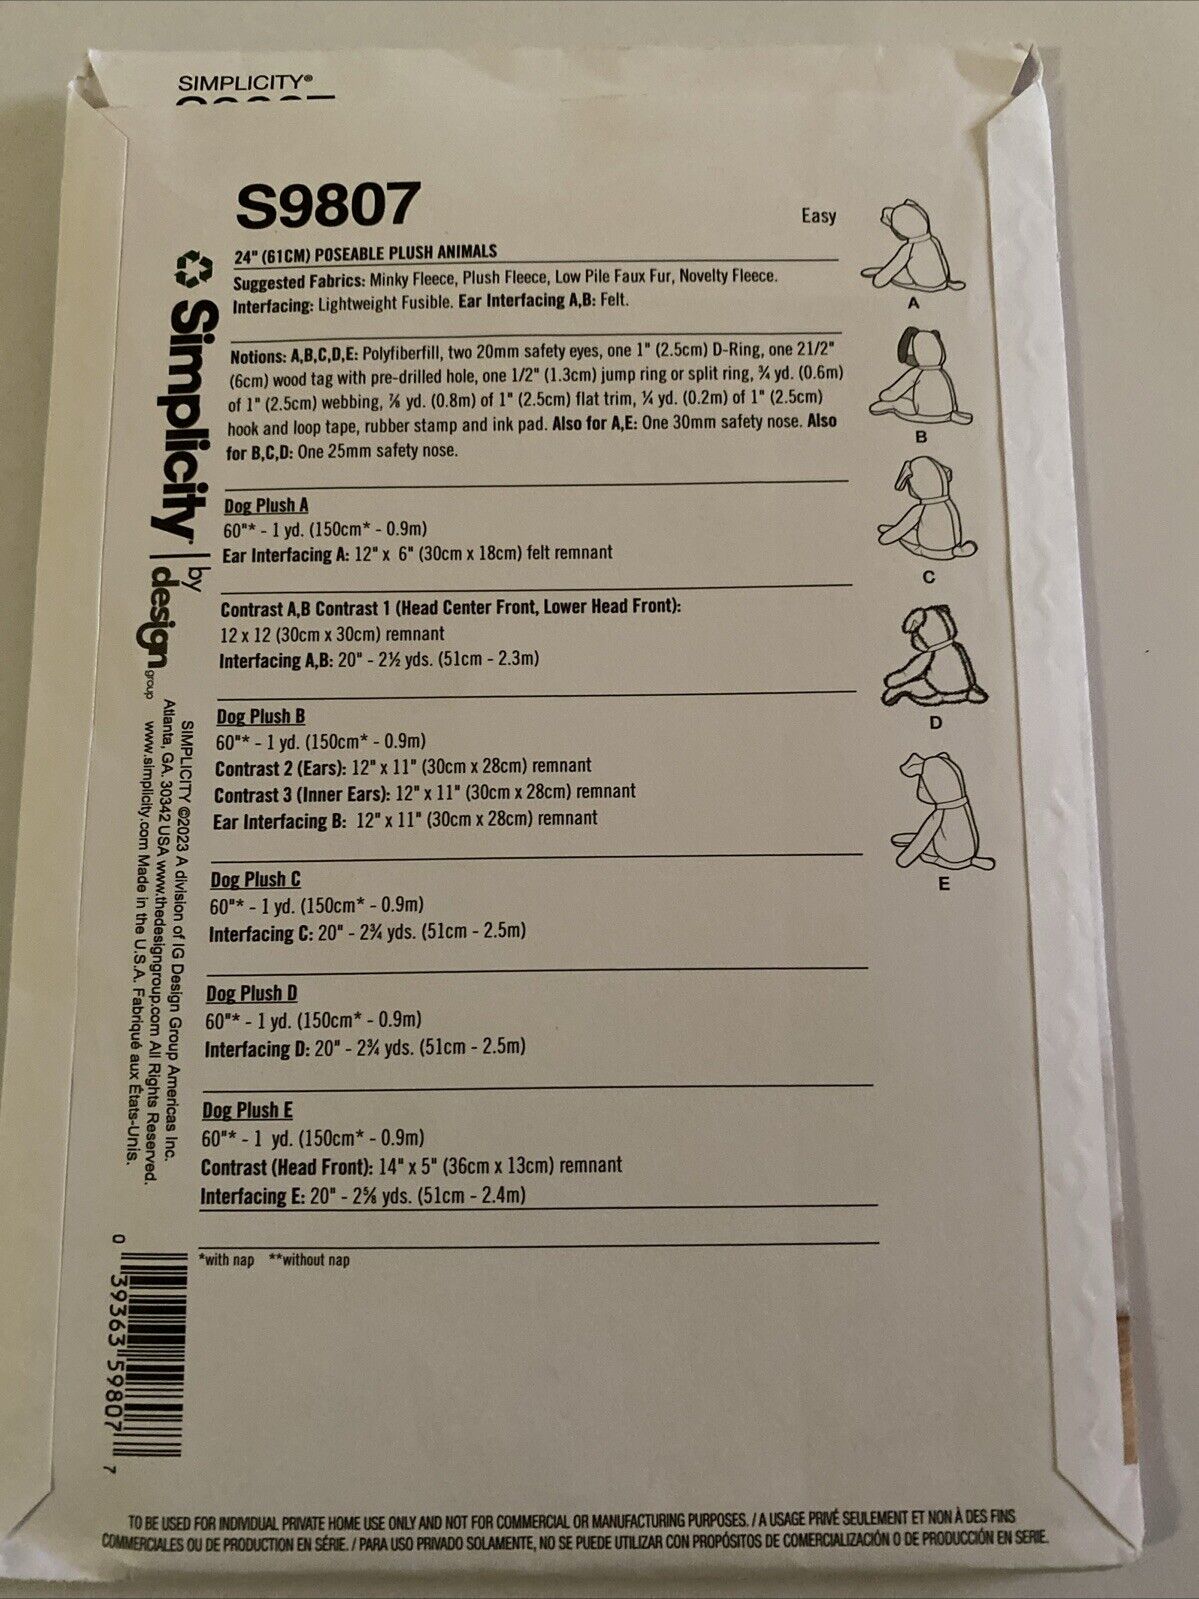 SIMPLICITY®
S9807
Easy
24" (61CM) POSEABLE PLUSH ANIMALS
Suggested Fabrics: Minky Fleece, Plush Fleece, Low Pile Faux Fur, Novelty Fleece.
Interfacing: Lightweight Fusible. Ear Interfacing A,B: Felt.
Notions: A,B,C,D,E: Polyfiberfill, two 20mm safety eyes, one 1" (2.5cm) D-Ring, one 21/2"
(6cm) wood tag with pre-drilled hole, one 1/2" (1.3cm) jump ring or split ring, ¾ yd. (0.6m)
of 1" (2.5cm) webbing, ⅞ yd. (0.8m) of 1" (2.5cm) flat trim, ¼ yd. (0.2m) of 1" (2.5cm)
hook and loop tape, rubber stamp and ink pad. Also for A,E: One 30mm safety nose. Also
for B,C,D: One 25mm safety nose.
Dog Plush A
60"* - 1 yd. (150cm* - 0.9m)
Ear Interfacing A: 12" x 6" (30cm x 18cm) felt remnant
Contrast A,B Contrast 1 (Head Center Front, Lower Head Front):
12 x 12 (30cm x 30cm) remnant
Interfacing A,B: 20" - 2½ yds. (51cm - 2.3m)
Dog Plush B
60"* - 1 yd. (150cm* - 0.9m)
Contrast 2 (Ears): 12" x 11" (30cm x 28cm) remnant
Contrast 3 (Inner Ears): 12" x 11" (30cm x 28cm) remnant
Ear Interfacing B: 12" x 11" (30cm x 28cm) remnant
Dog Plush C
60"* - 1 yd. (150cm* - 0.9m)
Interfacing C: 20" - 2¾ yds. (51cm - 2.5m)
Dog Plush D
60"* - 1 yd. (150cm* - 0.9m)
Interfacing D: 20" - 2¾ yds. (51cm - 2.5m)
Dog Plush E
60"* - 1 yd. (150cm* - 0.9m)
Contrast (Head Front): 14" x 5" (36cm x 13cm) remnant
Interfacing E: 20" - 2⅝ yds. (51cm - 2.4m)
*with nap **without nap
A
B
C
D
E
Simplicity | by design group
SIMPLICITY ©2023 A division of IG Design Group Americas Inc.
Atlanta, GA. 30342 USA www.thedesigngroup.com All Rights Reserved.
www.simplicity.com Made in the U.S.A. Fabriqué aux États-Unis.
0 39363 59807 7
TO BE USED FOR INDIVIDUAL PRIVATE HOME USE ONLY AND NOT FOR COMMERCIAL OR MANUFACTURING PURPOSES. / A USAGE PRIVÉ SEULEMENT ET NON À DES FINS
COMMERCIALES OU DE PRODUCTION EN SÉRIE. / PARA USO PRIVADO SOLAMENTE, NO SE PUEDE UTILIZAR CON PROPÓSITOS DE COMERCIALIZACIÓN O DE PRODUCCIÓN EN SERIE.